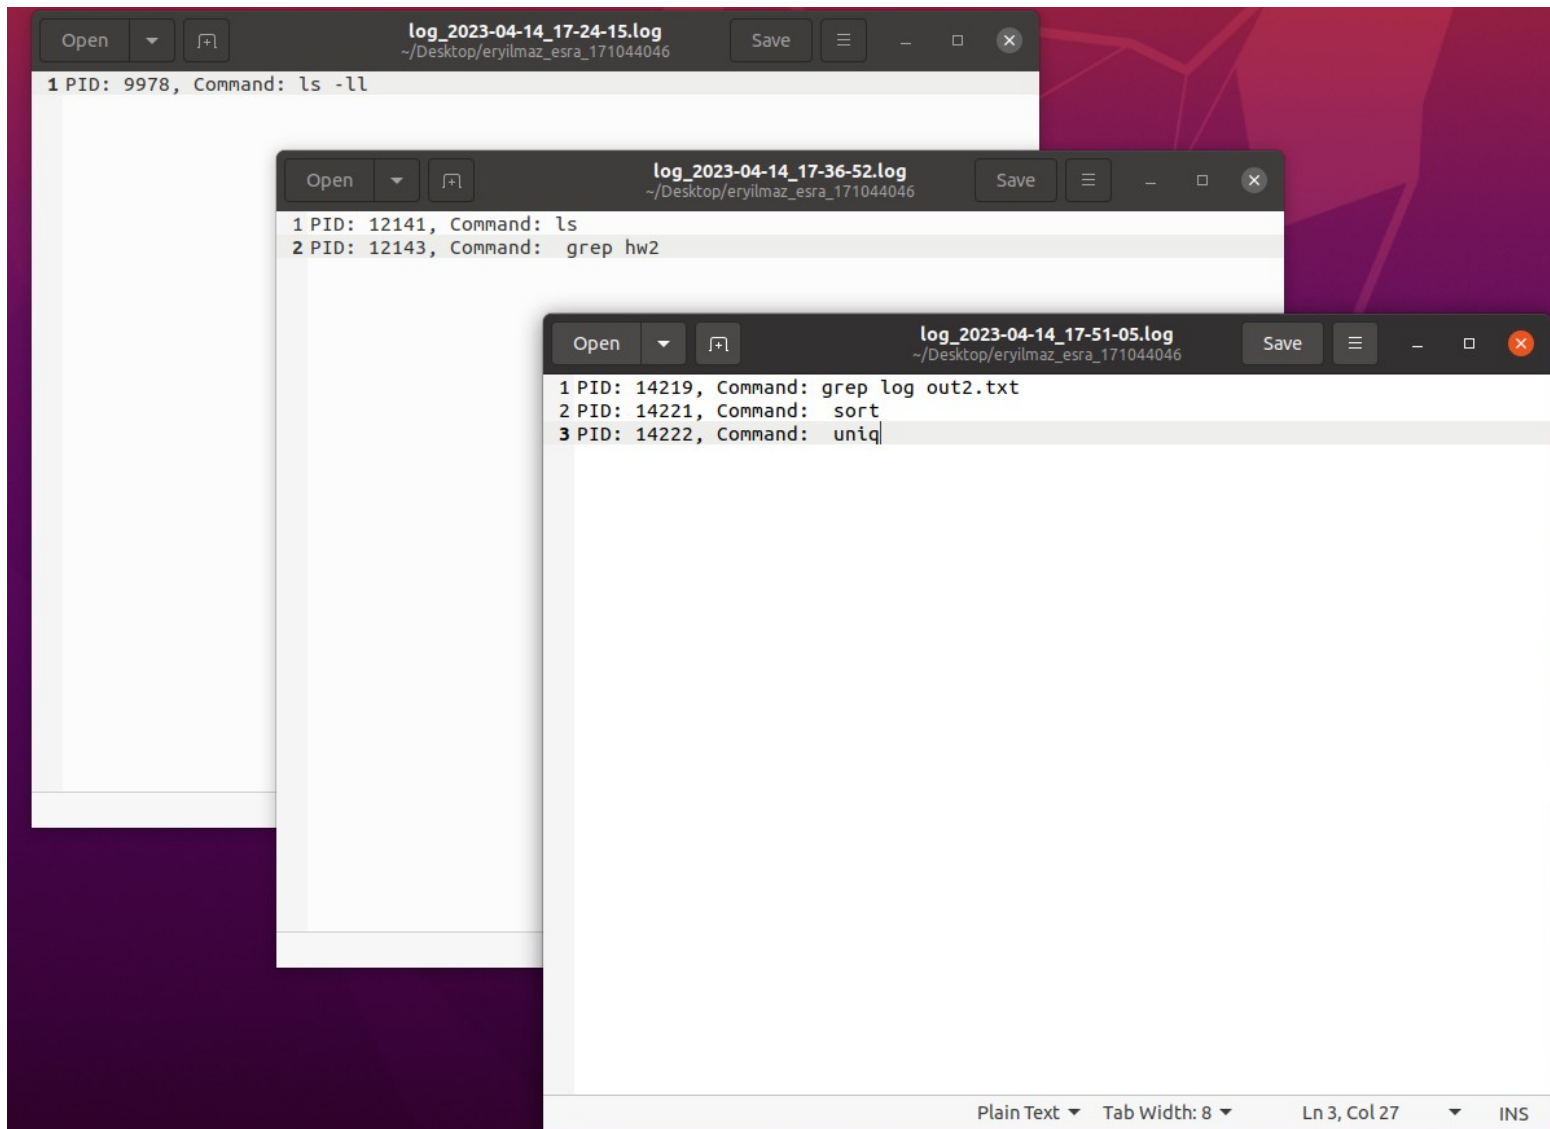 Open
log_2023-04-14_17-24-15.log
~/Desktop/eryilmaz_esra_171044046
Save
1 PID: 9978, Command: ls -ll
Open
log_2023-04-14_17-36-52.log
~/Desktop/eryilmaz_esra_171044046
Save
1 PID: 12141, Command: ls
2 PID: 12143, Command:  grep hw2
Open
log_2023-04-14_17-51-05.log
~/Desktop/eryilmaz_esra_171044046
Save
1 PID: 14219, Command: grep log out2.txt
2 PID: 14221, Command:  sort
3 PID: 14222, Command:  uniq
Plain Text Tab Width: 8 Ln 3, Col 27 INS